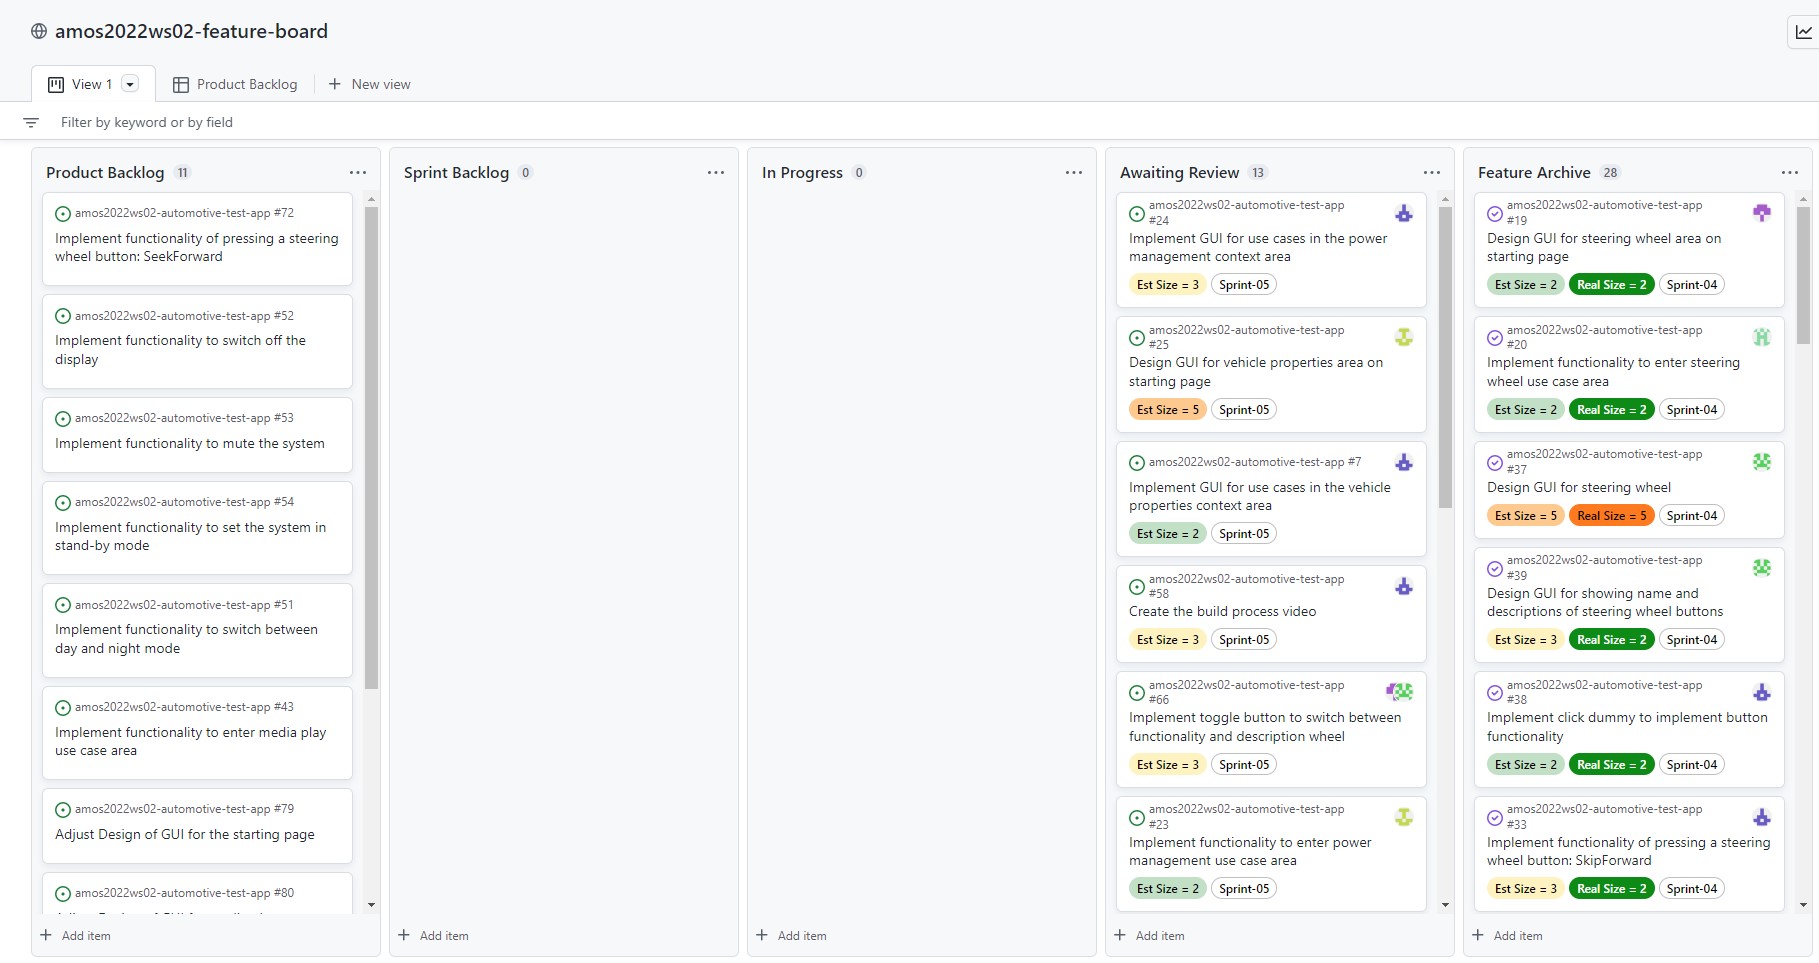 amos2022ws02-feature-board
View 1
Product Backlog
New view
Filter by keyword or by field
Product Backlog 11
amos2022ws02-automotive-test-app #72
Implement functionality of pressing a steering
wheel button: SeekForward
amos2022ws02-automotive-test-app #52
Implement functionality to switch off the
display
amos2022ws02-automotive-test-app #53
Implement functionality to mute the system
amos2022ws02-automotive-test-app #54
Implement functionality to set the system in
stand-by mode
amos2022ws02-automotive-test-app #51
Implement functionality to switch between
day and night mode
amos2022ws02-automotive-test-app #43
Implement functionality to enter media play
use case area
amos2022ws02-automotive-test-app #79
Adjust Design of GUI for the starting page
amos2022ws02-automotive-test-app #80
Add item
Sprint Backlog 0
Add item
In Progress 0
Add item
Awaiting Review 13
amos2022ws02-automotive-test-app
#24
Implement GUI for use cases in the power
management context area
Est Size = 3 Sprint-05
amos2022ws02-automotive-test-app
#25
Design GUI for vehicle properties area on
starting page
Est Size = 5 Sprint-05
amos2022ws02-automotive-test-app #7
Implement GUI for use cases in the vehicle
properties context area
Est Size = 2 Sprint-05
amos2022ws02-automotive-test-app
#58
Create the build process video
Est Size = 3 Sprint-05
amos2022ws02-automotive-test-app
#66
Implement toggle button to switch between
functionality and description wheel
Est Size = 3 Sprint-05
amos2022ws02-automotive-test-app
#23
Implement functionality to enter power
management use case area
Est Size = 2 Sprint-05
Add item
Feature Archive 28
amos2022ws02-automotive-test-app
#19
Design GUI for steering wheel area on
starting page
Est Size = 2 Real Size = 2 Sprint-04
amos2022ws02-automotive-test-app
#20
Implement functionality to enter steering
wheel use case area
Est Size = 2 Real Size = 2 Sprint-04
amos2022ws02-automotive-test-app
#37
Design GUI for steering wheel
Est Size = 5 Real Size = 5 Sprint-04
amos2022ws02-automotive-test-app
#39
Design GUI for showing name and
descriptions of steering wheel buttons
Est Size = 3 Real Size = 2 Sprint-04
amos2022ws02-automotive-test-app
#38
Implement click dummy to implement button
functionality
Est Size = 2 Real Size = 2 Sprint-04
amos2022ws02-automotive-test-app
#33
Implement functionality of pressing a steering
wheel button: SkipForward
Est Size = 3 Real Size = 2 Sprint-04
Add item